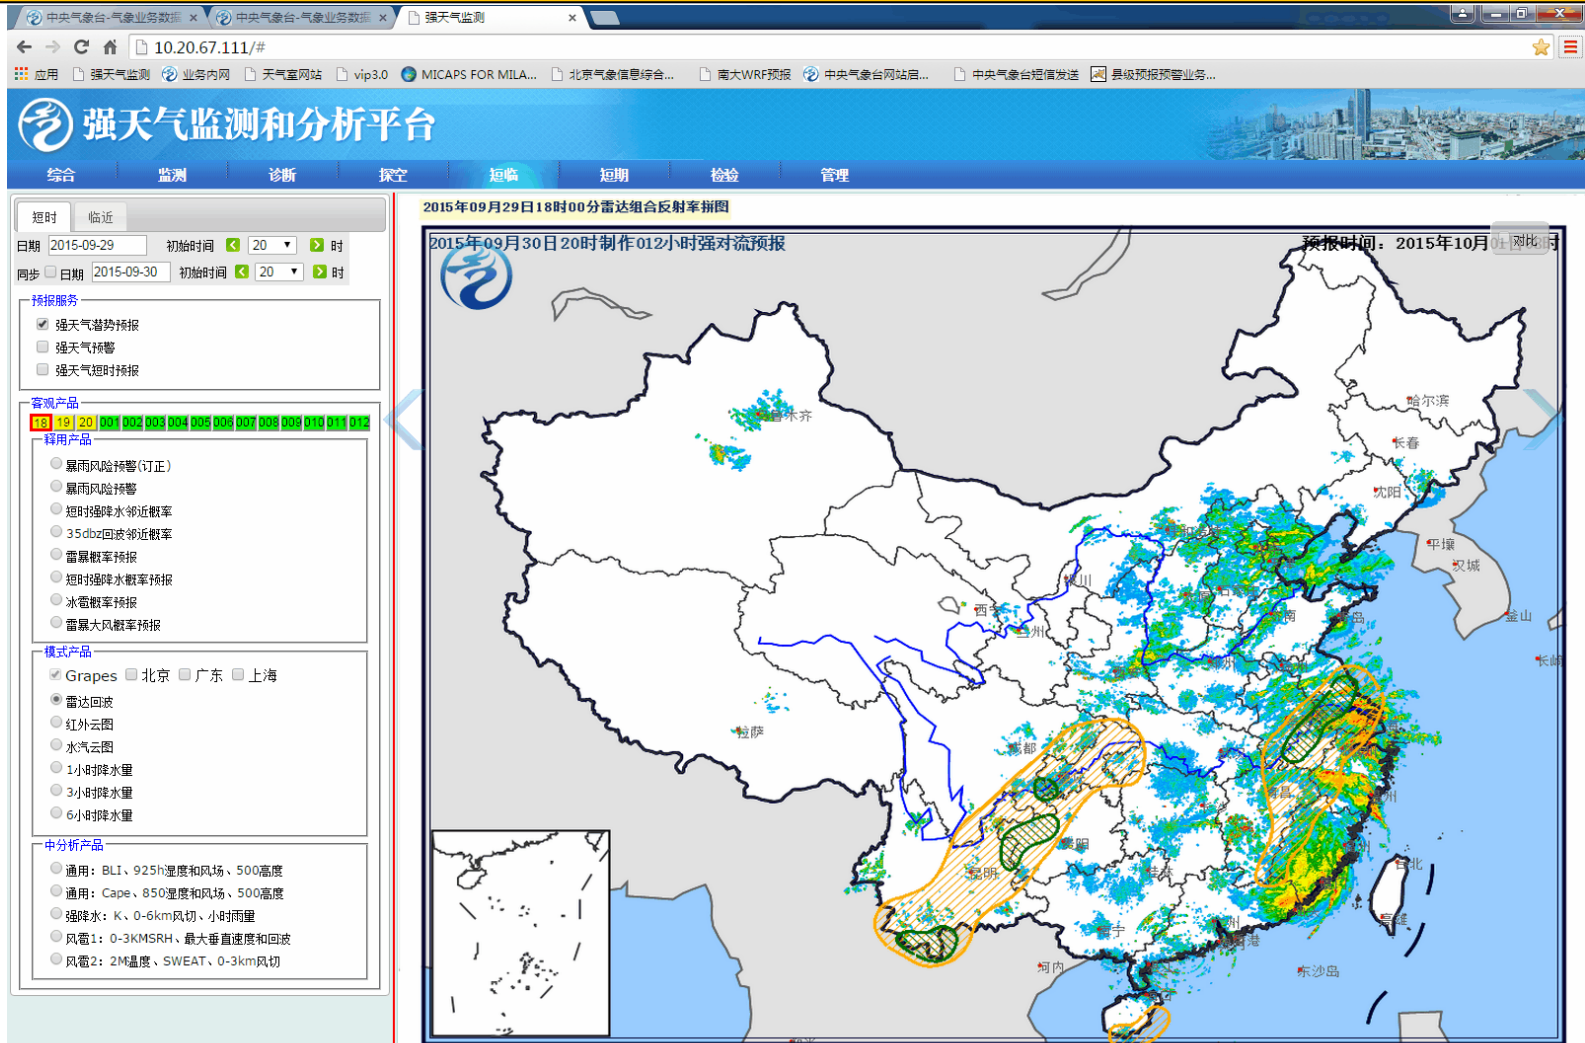 中央气象台-气象业务数据
中央气象台-气象业务数据
强天气监测
10.20.67.111/#
应用 强天气监测 业务内网 天气室网站 vip3.0 MICAPS FOR MILA... 北京气象信息综合... 南大WRF预报 中央气象台网站启... 中央气象台短信发送 县级预报预警业务...
强天气监测和分析平台
综合 监测 诊断 探空 短临 短期 检验 管理
短时 临近
日期 2015-09-29 初始时间 20 时
同步 日期 2015-09-30 初始时间 20 时
预报服务
强天气潜势预报
强天气预警
强天气短时预报
客观产品
18 19 20 001 002 003 004 005 006 007 008 009 010 011 012
释用产品
暴雨风险预警(订正)
暴雨风险预警
短时强降水邻近概率
35dbz回波邻近概率
雷暴概率预报
短时强降水概率预报
冰雹概率预报
雷暴大风概率预报
模式产品
Grapes 北京 广东 上海
雷达回波
红外云图
水汽云图
1小时降水量
3小时降水量
6小时降水量
中分析产品
通用: BLI、925h湿度和风场、500高度
通用: Cape、850湿度和风场、500高度
强降水: K、0-6km风切、小时雨量
风雹1: 0-3KMSRH、最大垂直速度和回波
风雹2: 2M温度、SWEAT、0-3km风切
2015年09月29日18时00分雷达组合反射率拼图
2015年09月30日20时制作012小时强对流预报
预报时间: 2015年10月
对比
时
木齐
哈尔滨
长春
沈阳
平壤
汉城
釜山
长崎
川
西宁
兰州
南
岛
拉萨
成都
昌
州
贵阳
昆明
桂林
台北
高雄
南宁
河内
东沙岛